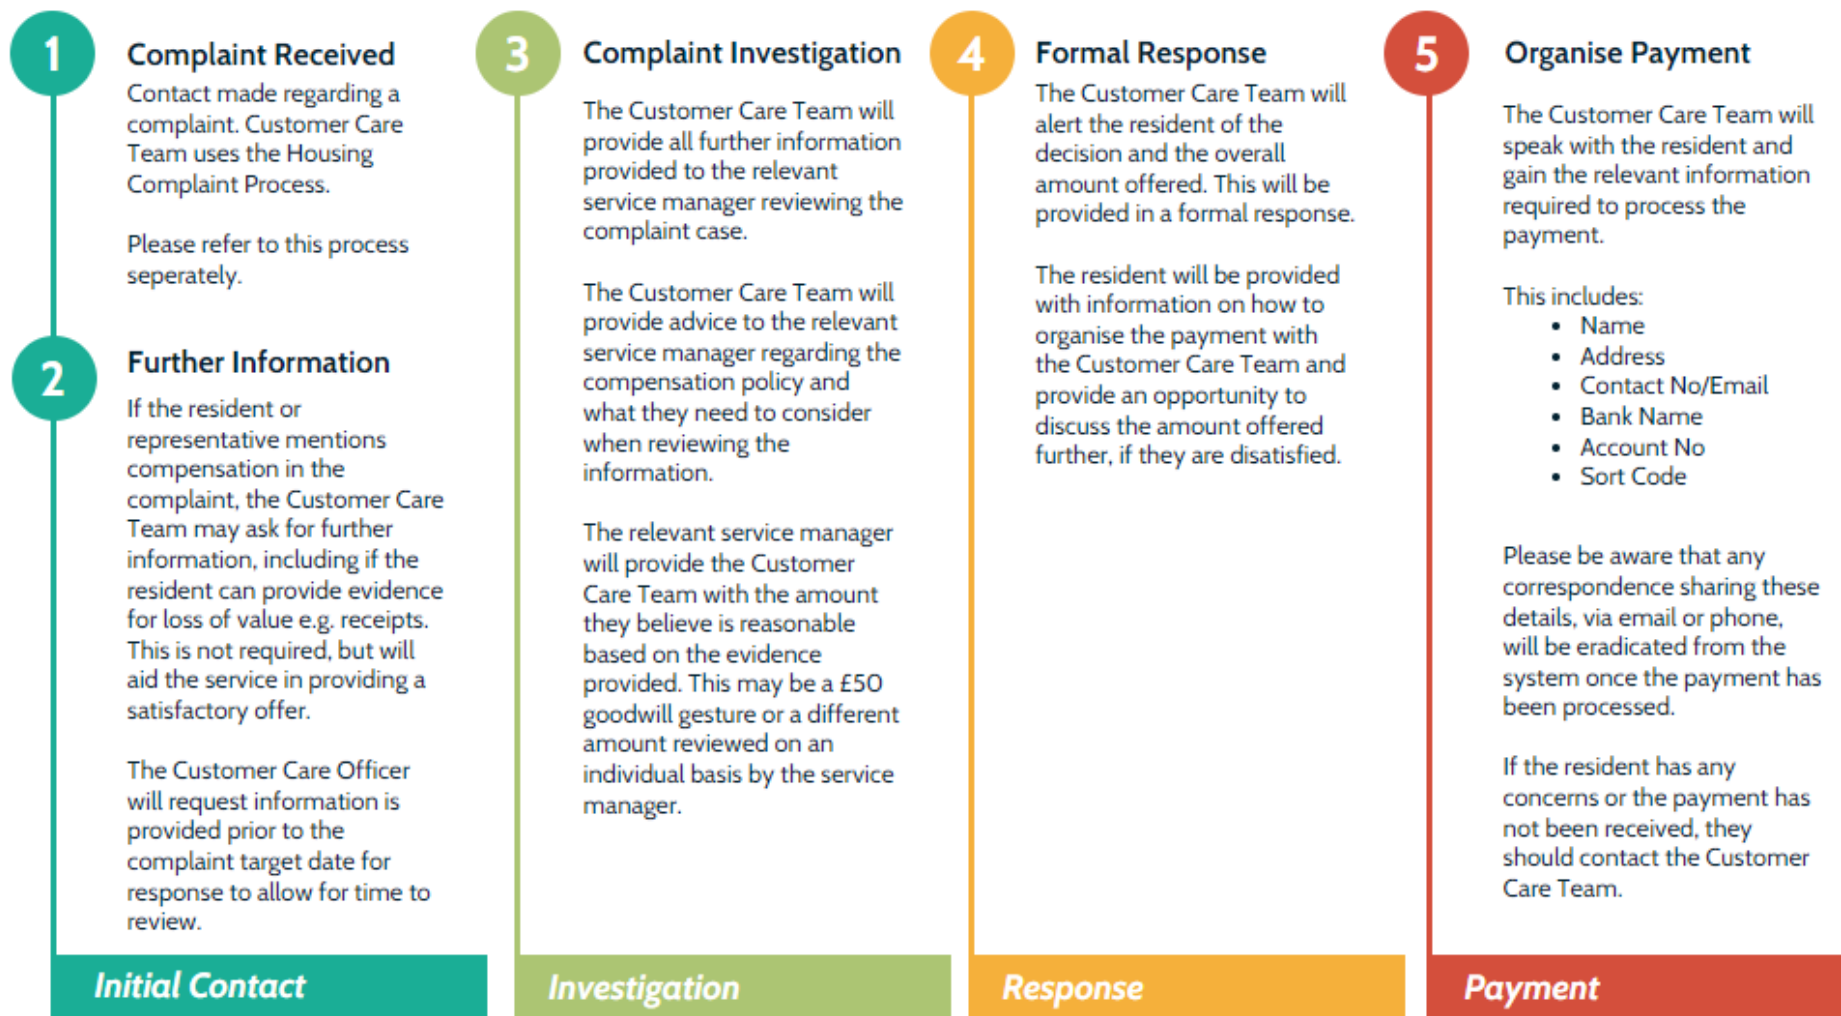 1
Complaint Received
Contact made regarding a
complaint. Customer Care
Team uses the Housing
Complaint Process.
Please refer to this process
seperately.
2
Further Information
If the resident or
representative mentions
compensation in the
complaint, the Customer Care
Team may ask for further
information, including if the
resident can provide evidence
for loss of value e.g. receipts.
This is not required, but will
aid the service in providing a
satisfactory offer.
The Customer Care Officer
will request information is
provided prior to the
complaint target date for
response to allow for time to
review.
Initial Contact
3
Complaint Investigation
The Customer Care Team will
provide all further information
provided to the relevant
service manager reviewing the
complaint case.
The Customer Care Team will
provide advice to the relevant
service manager regarding the
compensation policy and
what they need to consider
when reviewing the
information.
The relevant service manager
will provide the Customer
Care Team with the amount
they believe is reasonable
based on the evidence
provided. This may be a £50
goodwill gesture or a different
amount reviewed on an
individual basis by the service
manager.
Investigation
4
Formal Response
The Customer Care Team will
alert the resident of the
decision and the overall
amount offered. This will be
provided in a formal response.
The resident will be provided
with information on how to
organise the payment with
the Customer Care Team and
provide an opportunity to
discuss the amount offered
further, if they are disatisfied.
Response
5
Organise Payment
The Customer Care Team will
speak with the resident and
gain the relevant information
required to process the
payment.
This includes:
• Name
• Address
• Contact No/Email
• Bank Name
• Account No
• Sort Code
Please be aware that any
correspondence sharing these
details, via email or phone,
will be eradicated from the
system once the payment has
been processed.
If the resident has any
concerns or the payment has
not been received, they
should contact the Customer
Care Team.
Payment